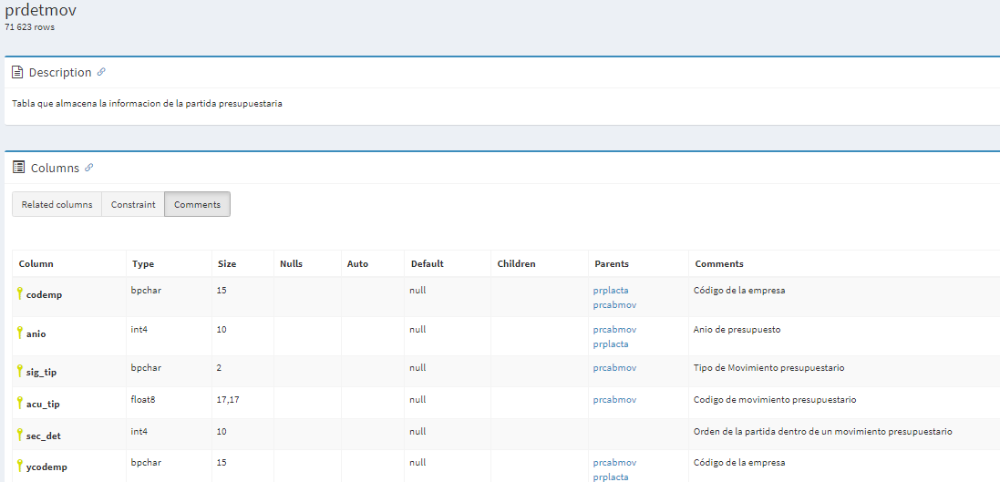 prdetmov
71 623 rows
Description
Tabla que almacena la informacion de la partida presupuestaria
Columns
Related columns Constraint Comments
Column Type Size Nulls Auto Default Children Parents Comments
codemp bpchar 15 null prplacta Código de la empresa
prcabmov
anio int4 10 null prcabmov Anio de presupuesto
prplacta
sig_tip bpchar 2 null prcabmov Tipo de Movimiento presupuestario
acu_tip float8 17,17 null prcabmov Codigo de movimiento presupuestario
sec_det int4 10 null Orden de la partida dentro de un movimiento presupuestario
ycodemp bpchar 15 null prcabmov Código de la empresa
prplacta